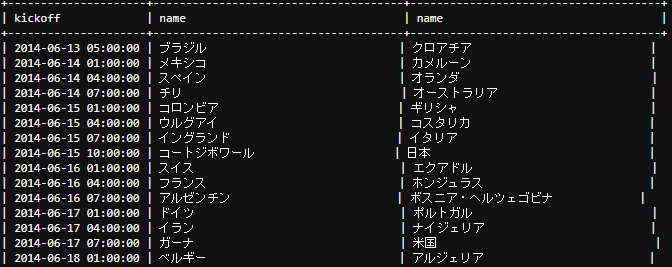 | kickoff | name | name |
| 2014-06-13 05:00:00 | ブラジル | クロアチア |
| 2014-06-14 01:00:00 | メキシコ | カメルーン |
| 2014-06-14 04:00:00 | スペイン | オランダ |
| 2014-06-14 07:00:00 | チリ | オーストラリア |
| 2014-06-15 01:00:00 | コロンビア | ギリシャ |
| 2014-06-15 04:00:00 | ウルグアイ | コスタリカ |
| 2014-06-15 07:00:00 | イングランド | イタリア |
| 2014-06-15 10:00:00 | コートジボワール | 日本 |
| 2014-06-16 01:00:00 | スイス | エクアドル |
| 2014-06-16 04:00:00 | フランス | ホンジュラス |
| 2014-06-16 07:00:00 | アルゼンチン | ボスニア・ヘルツェゴビナ |
| 2014-06-17 01:00:00 | ドイツ | ポルトガル |
| 2014-06-17 04:00:00 | イラン | ナイジェリア |
| 2014-06-17 07:00:00 | ガーナ | 米国 |
| 2014-06-18 01:00:00 | ベルギー | アルジェリア |